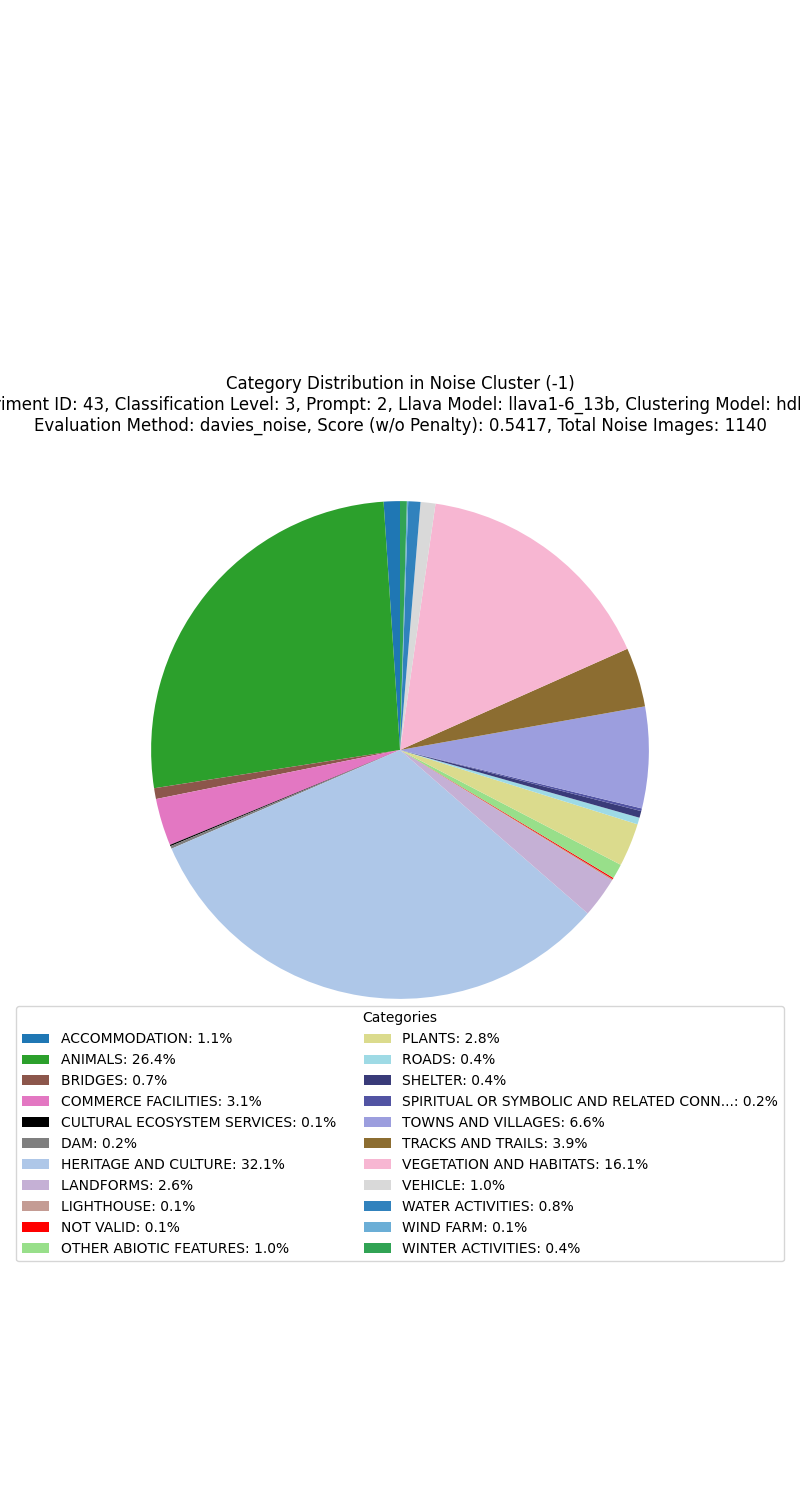 Category Distribution in Noise Cluster (-1)
iment ID: 43, Classification Level: 3, Prompt: 2, Llava Model: llava1-6_13b, Clustering Model:
Evaluation Method: davies_noise, Score (w/o Penalty): 0.5417, Total Noise Images: 1140
Categories
ACCOMMODATION: 1.1%
ANIMALS: 26.4%
BRIDGES: 0.7%
COMMERCE FACILITIES: 3.1%
CULTURAL ECOSYSTEM SERVICES: 0.1%
DAM: 0.2%
HERITAGE AND CULTURE: 32.1%
LANDFORMS: 2.6%
LIGHTHOUSE: 0.1%
NOT VALID: 0.1%
OTHER ABIOTIC FEATURES: 1.0%
PLANTS: 2.8%
ROADS: 0.4%
SHELTER: 0.4%
SPIRITUAL OR SYMBOLIC AND RELATED CONN...: 0.2%
TOWNS AND VILLAGES: 6.6%
TRACKS AND TRAILS: 3.9%
VEGETATION AND HABITATS: 16.1%
VEHICLE: 1.0%
WATER ACTIVITIES: 0.8%
WIND FARM: 0.1%
WINTER ACTIVITIES: 0.4%